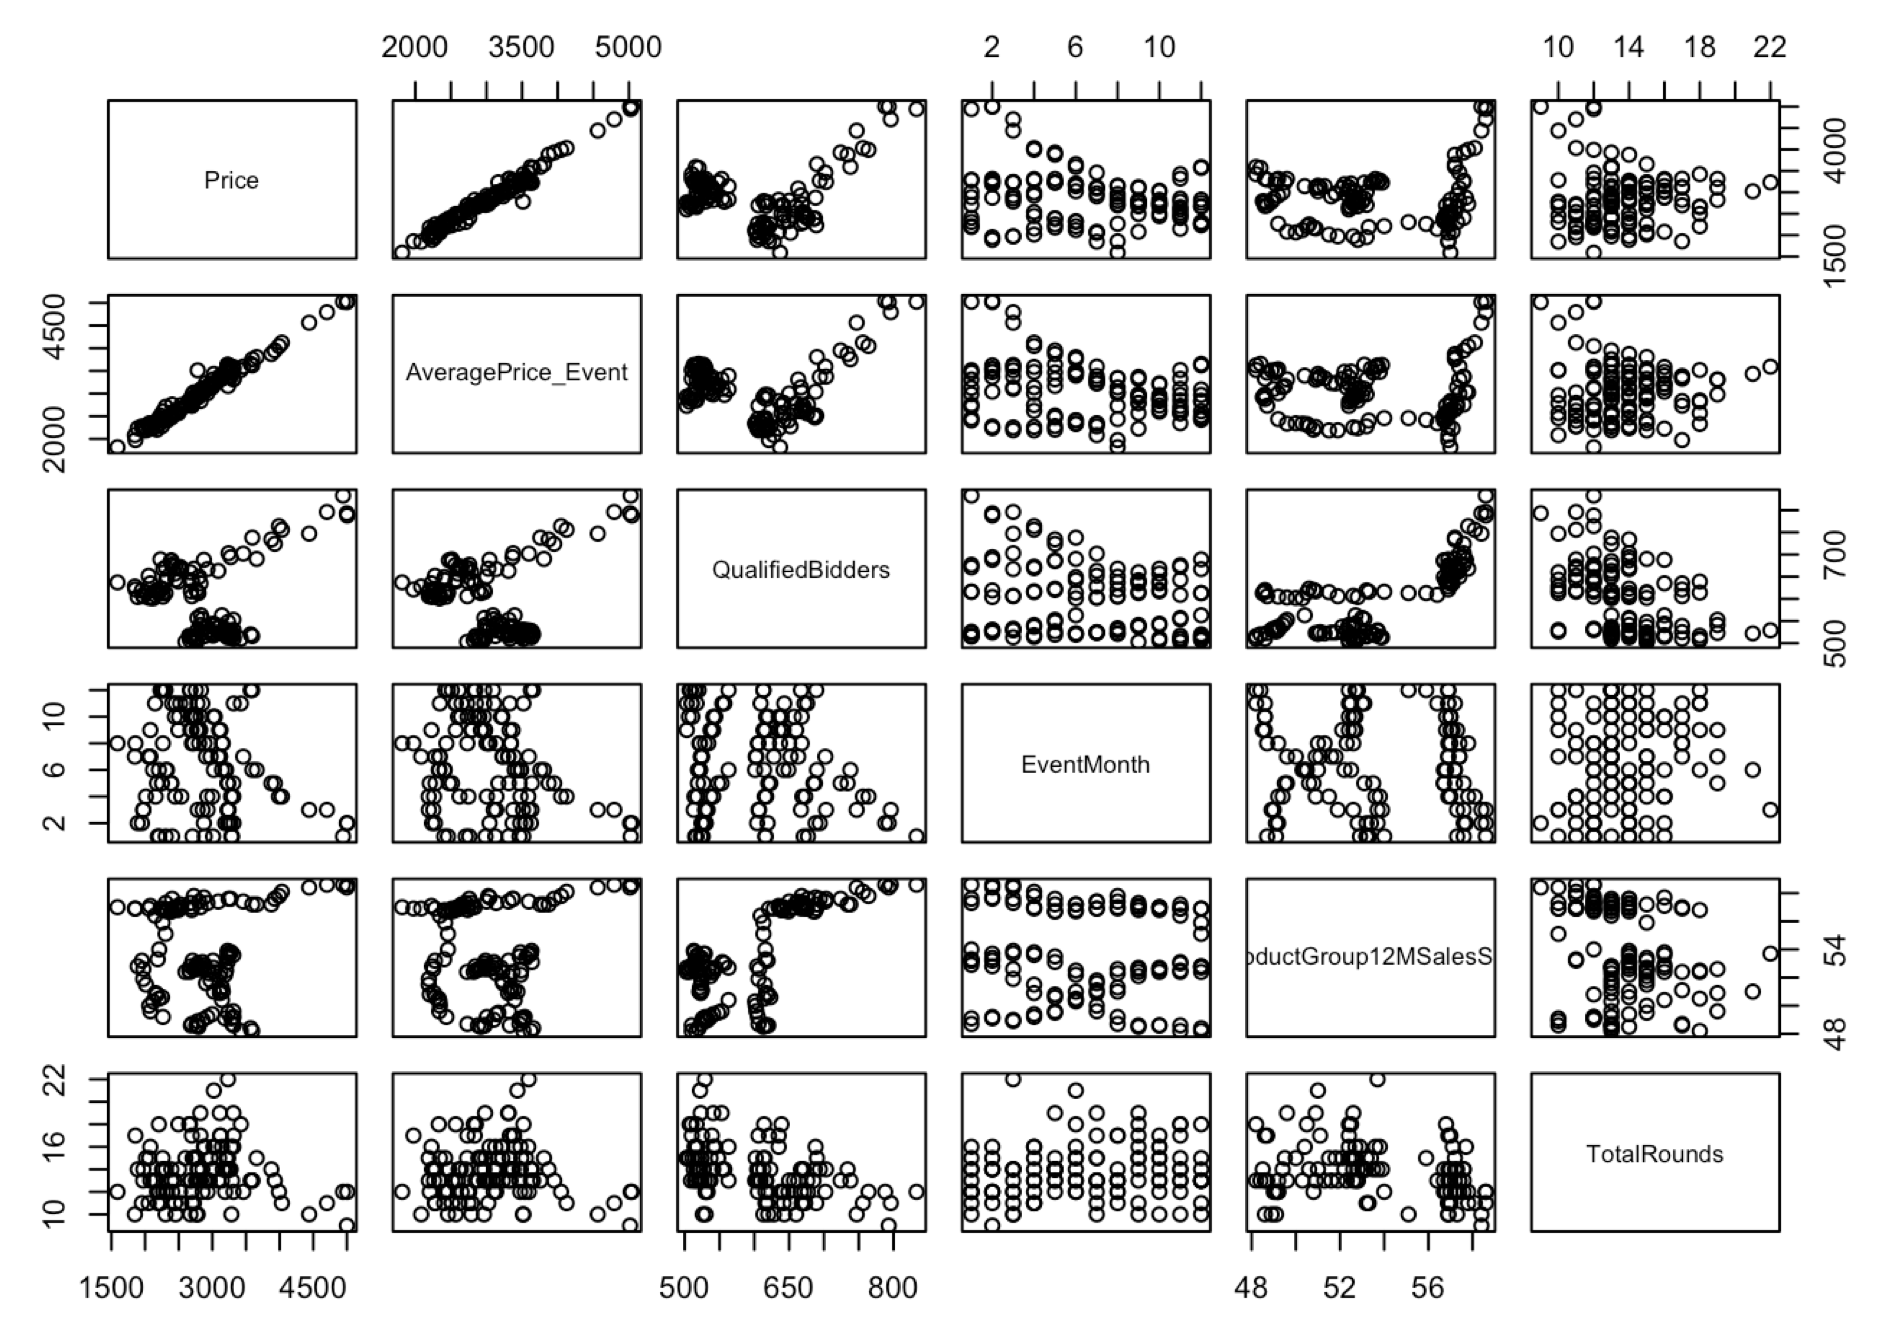 2000 3500 5000 2 6 10 10 14 18 22
Price 1500 4000
2000 4500 AveragePrice_Event
QualifiedBidders 500 700
2 6 10 EventMonth
oductGroup12MSalesS 48 54
10 16 22 TotalRounds
1500 3000 4500 500 650 800 48 52 56